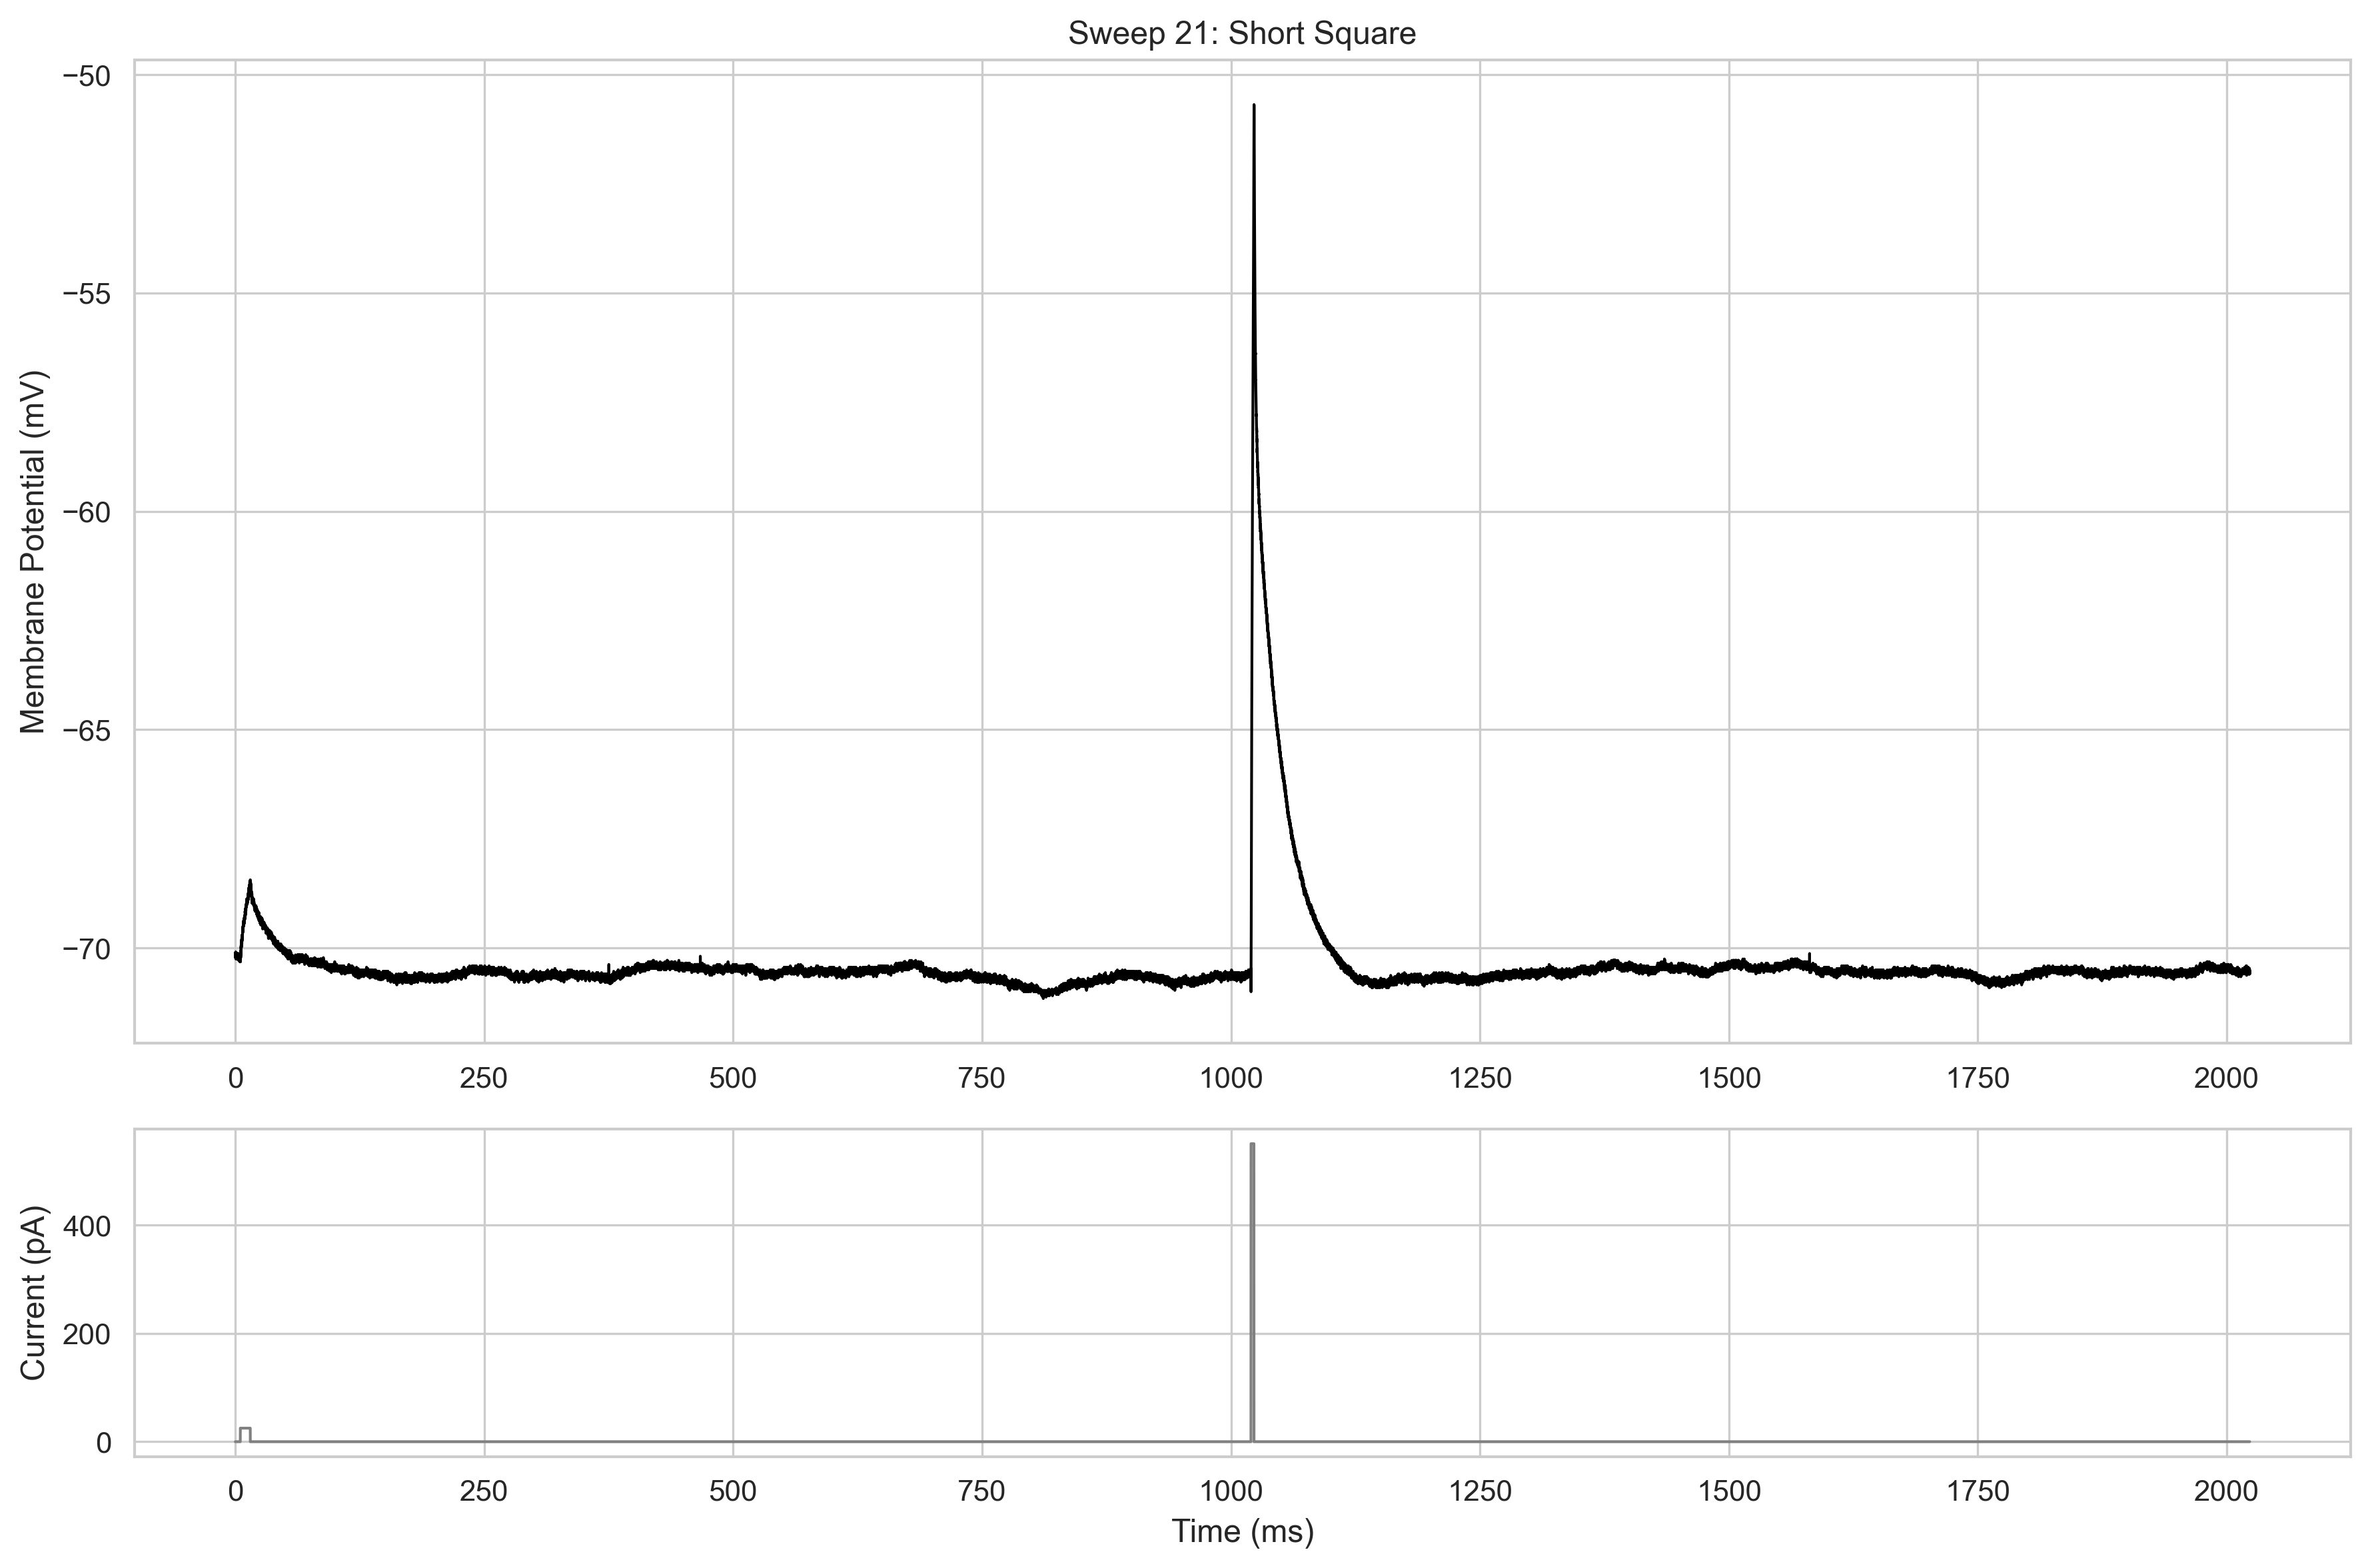 Sweep 21: Short Square
Membrane Potential (mV)
−50
−55
−60
−65
−70
0 250 500 750 1000 1250 1500 1750 2000
Current (pA)
400
200
0
0 250 500 750 1000 1250 1500 1750 2000
Time (ms)